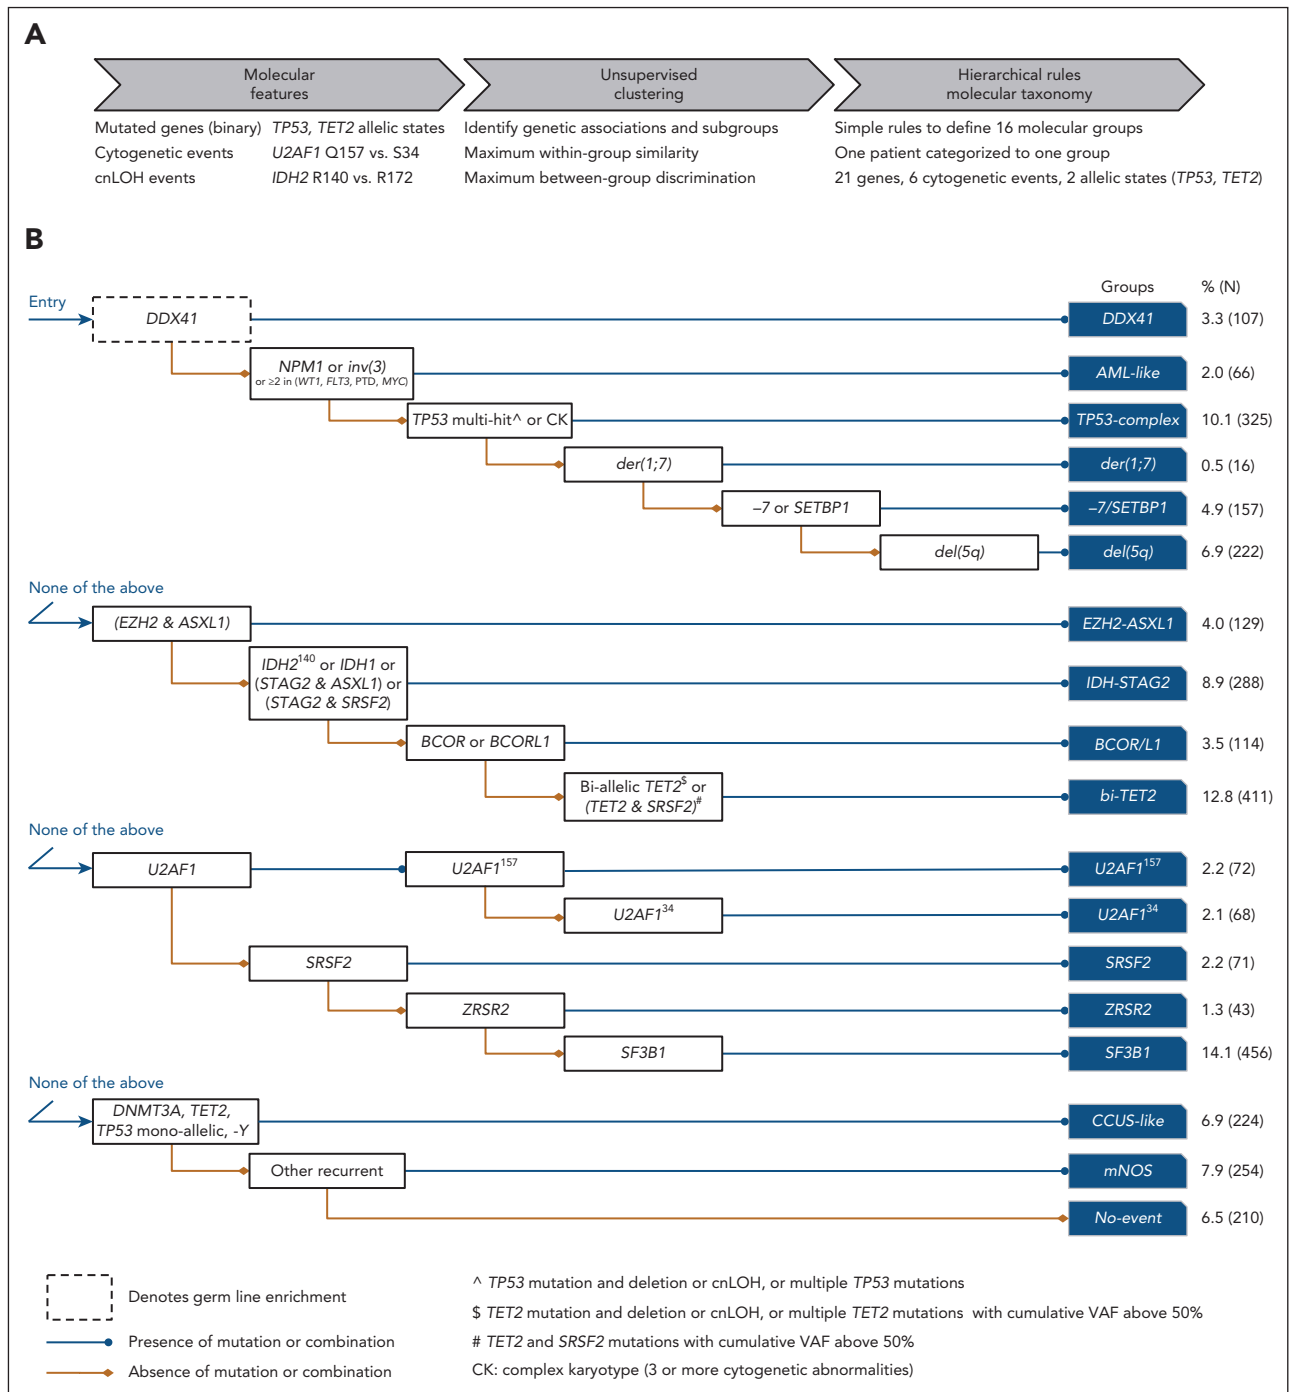 A
Molecular
features
Unsupervised
clustering
Hierarchical rules
molecular taxonomy
Mutated genes (binary)
Cytogenetic events
cnLOH events
TP53, TET2 allelic states
U2AF1 Q157 vs. S34
IDH2 R140 vs. R172
Identify genetic associations and subgroups
Maximum within-group similarity
Maximum between-group discrimination
Simple rules to define 16 molecular groups
One patient categorized to one group
21 genes, 6 cytogenetic events, 2 allelic states (TP53, TET2)
B
Groups % (N)
Entry
DDX41
DDX41 3.3 (107)
NPM1 or inv(3)
or ≥2 in (WT1, FLT3, PTD, MYC)
AML-like 2.0 (66)
TP53 multi-hit^ or CK
TP53-complex 10.1 (325)
der(1;7)
der(1;7) 0.5 (16)
–7 or SETBP1
–7/SETBP1 4.9 (157)
del(5q)
del(5q) 6.9 (222)
None of the above
(EZH2 & ASXL1)
EZH2-ASXL1 4.0 (129)
IDH2¹⁴⁰ or IDH1 or
(STAG2 & ASXL1) or
(STAG2 & SRSF2)
IDH-STAG2 8.9 (288)
BCOR or BCORL1
BCOR/L1 3.5 (114)
Bi-allelic TET2$ or
(TET2 & SRSF2)#
bi-TET2 12.8 (411)
None of the above
U2AF1
U2AF1¹⁵⁷
U2AF1¹⁵⁷ 2.2 (72)
U2AF1³⁴
U2AF1³⁴ 2.1 (68)
SRSF2
SRSF2 2.2 (71)
ZRSR2
ZRSR2 1.3 (43)
SF3B1
SF3B1 14.1 (456)
None of the above
DNMT3A, TET2,
TP53 mono-allelic, -Y
CCUS-like 6.9 (224)
Other recurrent
mNOS 7.9 (254)
No-event 6.5 (210)
Denotes germ line enrichment
Presence of mutation or combination
Absence of mutation or combination
^ TP53 mutation and deletion or cnLOH, or multiple TP53 mutations
$ TET2 mutation and deletion or cnLOH, or multiple TET2 mutations with cumulative VAF above 50%
# TET2 and SRSF2 mutations with cumulative VAF above 50%
CK: complex karyotype (3 or more cytogenetic abnormalities)